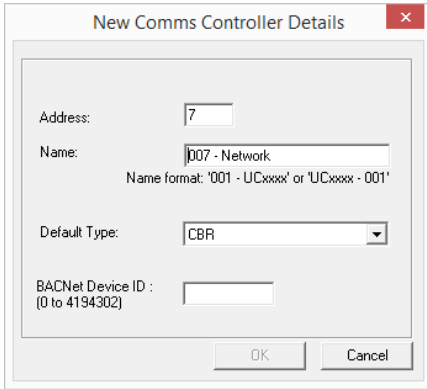 New Comms Controller Details
Address:
7
Name:
007 - Network
Name format: '001 - UCxxxx' or 'UCxxxx - 001'
Default Type:
CBR
BACNet Device ID :
(0 to 4194302)
OK
Cancel